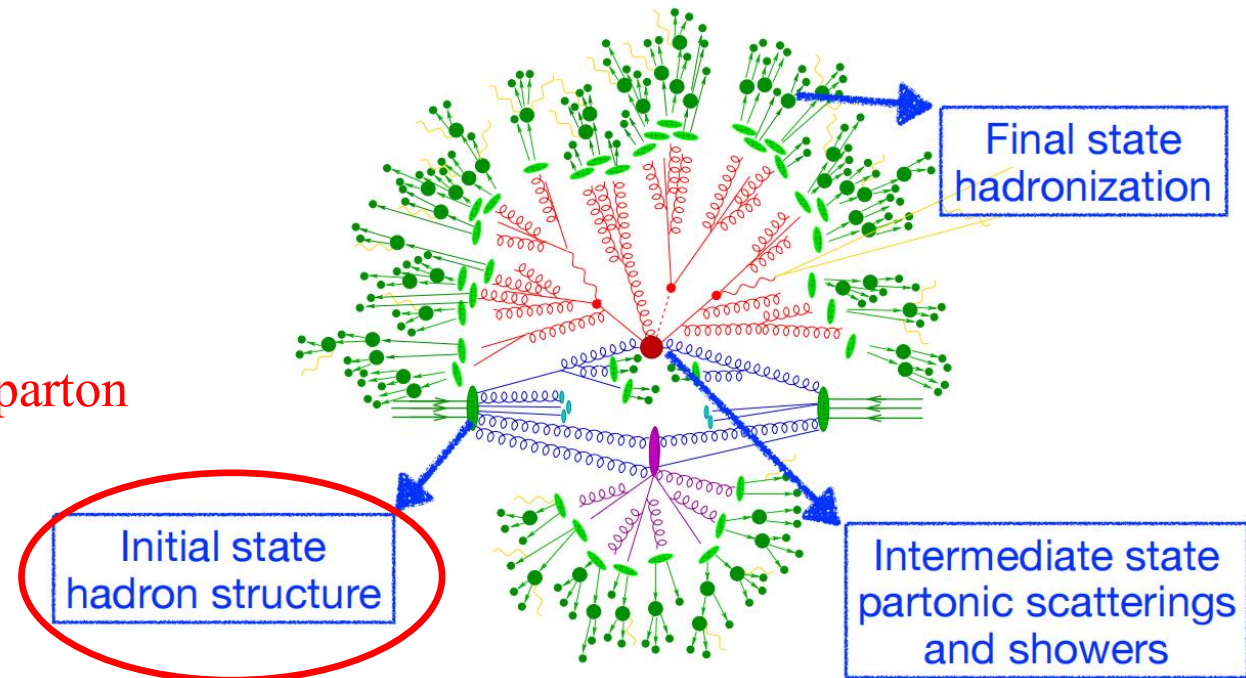 Final state
hadronization
parton
Initial state
hadron structure
Intermediate state
partonic scatterings
and showers